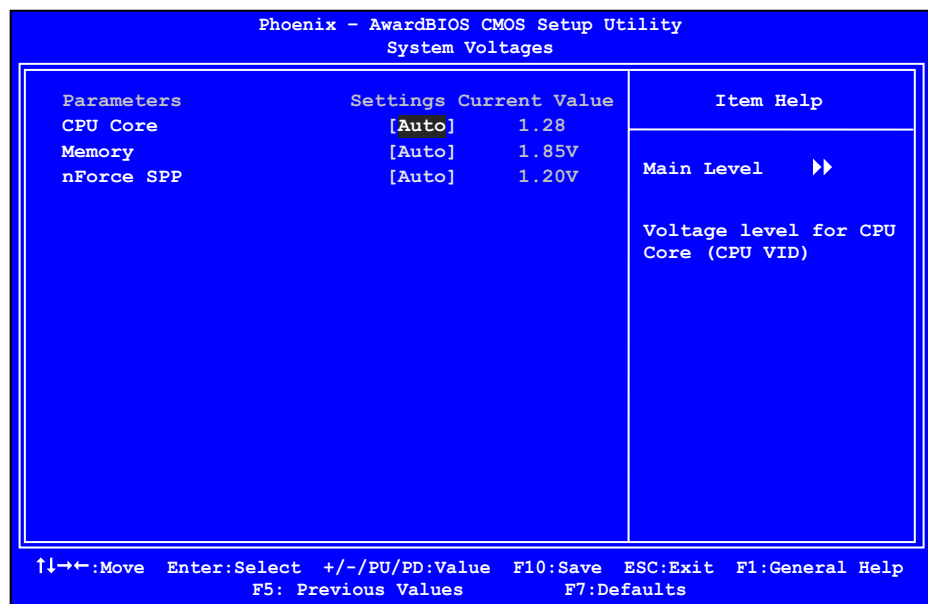 Phoenix - AwardBIOS CMOS Setup Utility
System Voltages
Parameters Settings Current Value
CPU Core [Auto] 1.28
Memory [Auto] 1.85V
nForce SPP [Auto] 1.20V
Item Help
Main Level
Voltage level for CPU
Core (CPU VID)
↑↓→←:Move Enter:Select +/-/PU/PD:Value F10:Save ESC:Exit F1:General Help
F5: Previous Values F7:Defaults